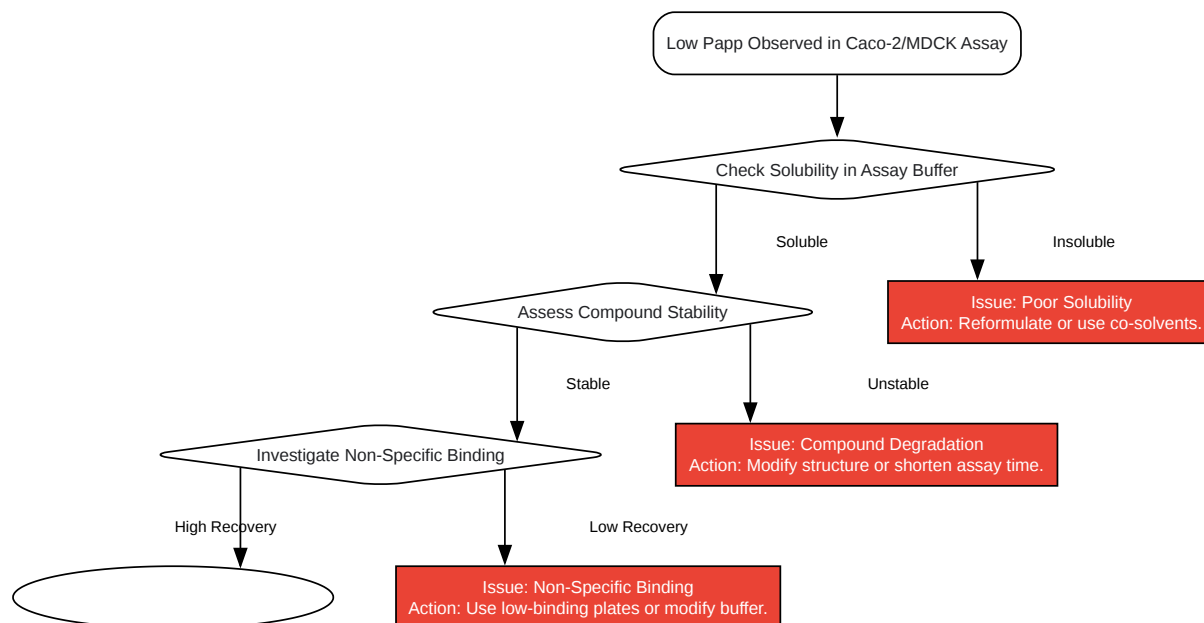 Low Papp Observed in Caco-2/MDCK Assay
Check Solubility in Assay Buffer
Soluble
Insoluble
Issue: Poor Solubility
Action: Reformulate or use co-solvents.
Assess Compound Stability
Stable
Unstable
Issue: Compound Degradation
Action: Modify structure or shorten assay time.
Investigate Non-Specific Binding
High Recovery
Low Recovery
Issue: Non-Specific Binding
Action: Use low-binding plates or modify buffer.